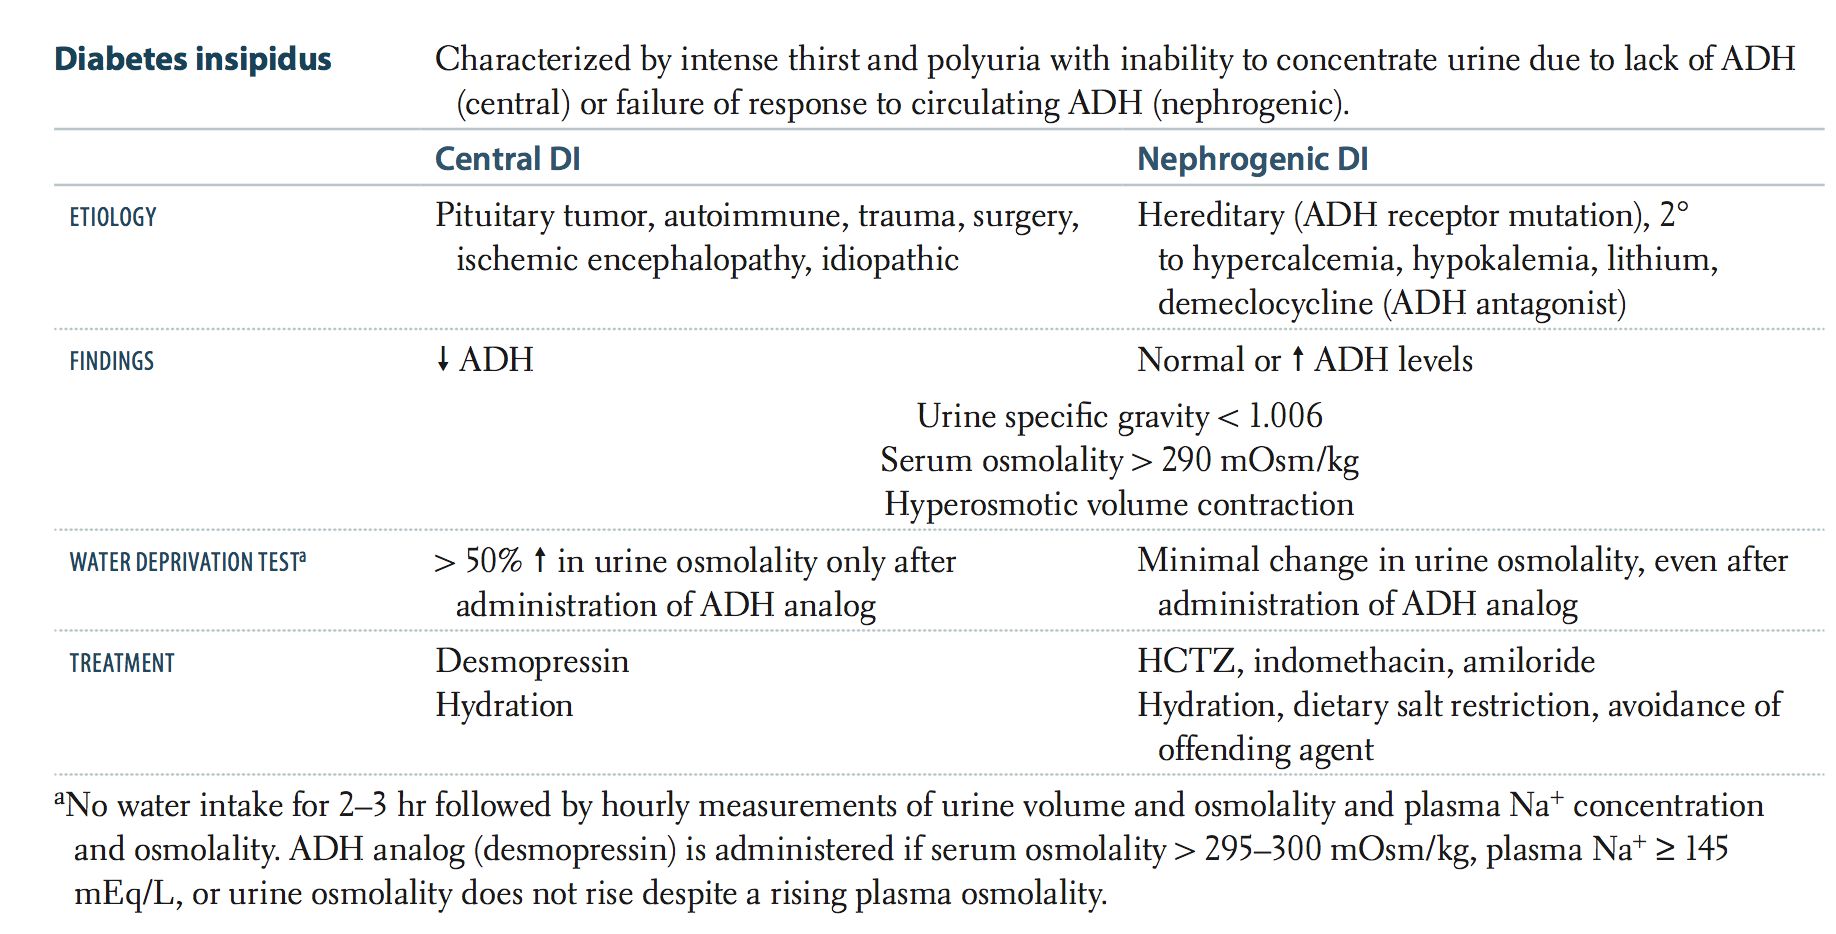 Diabetes insipidus Characterized by intense thirst and polyuria with inability to concentrate urine due to lack of ADH
(central) or failure of response to circulating ADH (nephrogenic).
Central DI Nephrogenic DI
ETIOLOGY Pituitary tumor, autoimmune, trauma, surgery, Hereditary (ADH receptor mutation), 2°
ischemic encephalopathy, idiopathic to hypercalcemia, hypokalemia, lithium,
demeclocycline (ADH antagonist)
FINDINGS ↓ ADH Normal or ↑ ADH levels
Urine specific gravity < 1.006
Serum osmolality > 290 mOsm/kg
Hyperosmotic volume contraction
WATER DEPRIVATION TESTᵃ > 50% ↑ in urine osmolality only after Minimal change in urine osmolality, even after
administration of ADH analog administration of ADH analog
TREATMENT Desmopressin HCTZ, indomethacin, amiloride
Hydration Hydration, dietary salt restriction, avoidance of
offending agent
ᵃNo water intake for 2–3 hr followed by hourly measurements of urine volume and osmolality and plasma Na⁺ concentration
and osmolality. ADH analog (desmopressin) is administered if serum osmolality > 295–300 mOsm/kg, plasma Na⁺ ≥ 145
mEq/L, or urine osmolality does not rise despite a rising plasma osmolality.